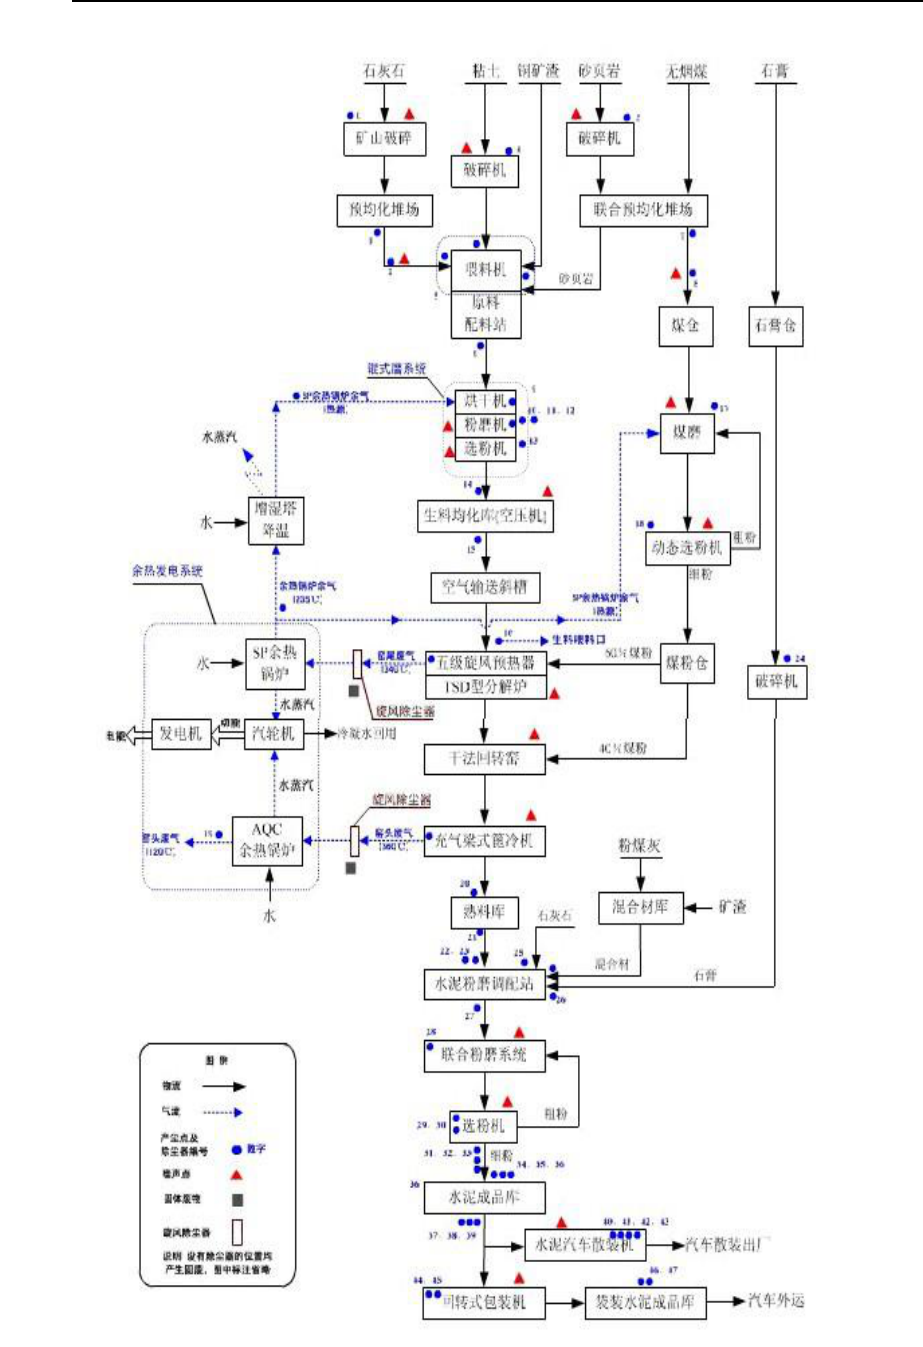 石灰石
粘土
铜矿渣
砂页岩
无烟煤
石膏
矿山破碎
破碎机
2
破碎机
预均化堆场
联合预均化堆场
喂料机
砂页岩
原料
配料站
煤仓
石膏仓
辊式磨系统
SP余热锅炉余气
(热源)
烘干机
粉磨机
选粉机
10、11、12
13
水蒸汽
煤磨
14
增湿塔
降温
水
生料均化库(空压机)
15
18
动态选粉机
粗粉
细粉
余热发电系统
余热锅炉余气
(235℃)
空气输送斜槽
SP余热锅炉余气
(热源)
生料喂料口
SP余热
锅炉
水
窑尾废气
(340℃)
五级旋风预热器
TSD型分解炉
60%煤粉
煤粉仓
24
破碎机
旋风除尘器
水蒸汽
电能
发电机
动能
汽轮机
冷凝水回用
干法回转窑
40%煤粉
水蒸汽
旋风除尘器
窑头废气
(120℃)
AQC
余热锅炉
窑头废气
(360℃)
充气梁式篦冷机
粉煤灰
水
20
熟料库
21
石灰石
混合材库
矿渣
22、23
25
混合材
石膏
水泥粉磨调配站
26
27
28
联合粉磨系统
29、30
选粉机
粗粉
31、32、33
细粉
34、35、36
36
水泥成品库
37、38、39
40、41、42、43
水泥汽车散装机
汽车散装出厂
44、45
回转式包装机
46、47
袋装水泥成品库
汽车外运
图例
物流
气流
产尘点及
除尘器编号
数字
噪声点
固体废物
旋风除尘器
说明 设有除尘器的位置均
产生固废，图中标注省略